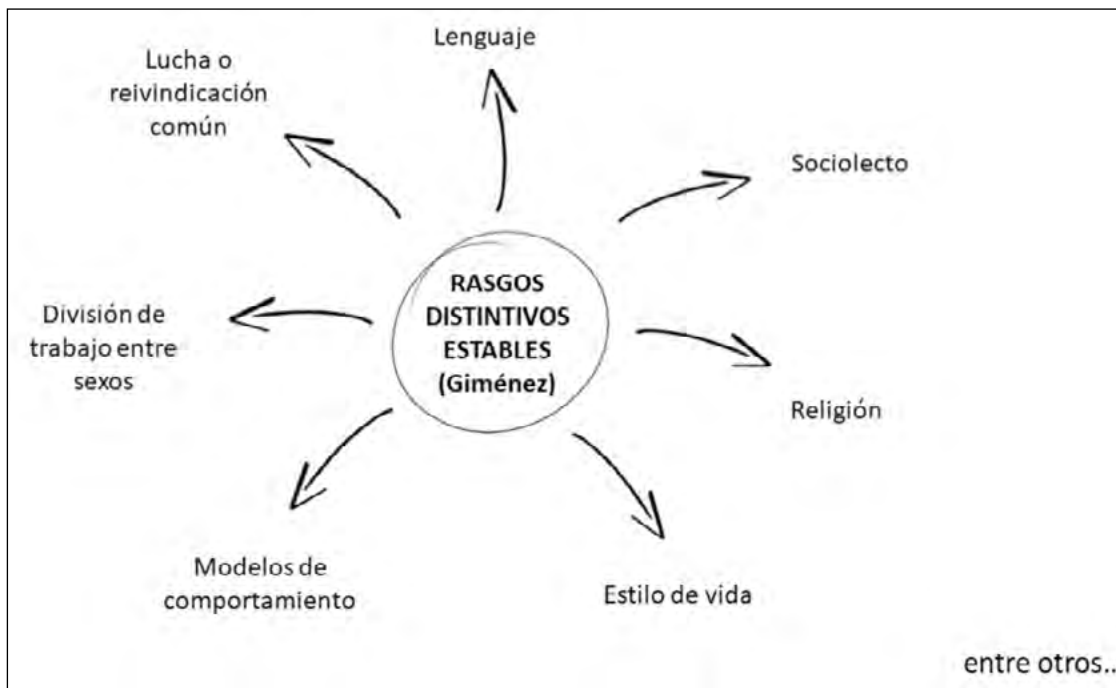 Lenguaje
Lucha o
reivindicación
común
Sociolecto
RASGOS
DISTINTIVOS
ESTABLES
(Giménez)
División de
trabajo entre
sexos
Religión
Modelos de
comportamiento
Estilo de vida
entre otros..